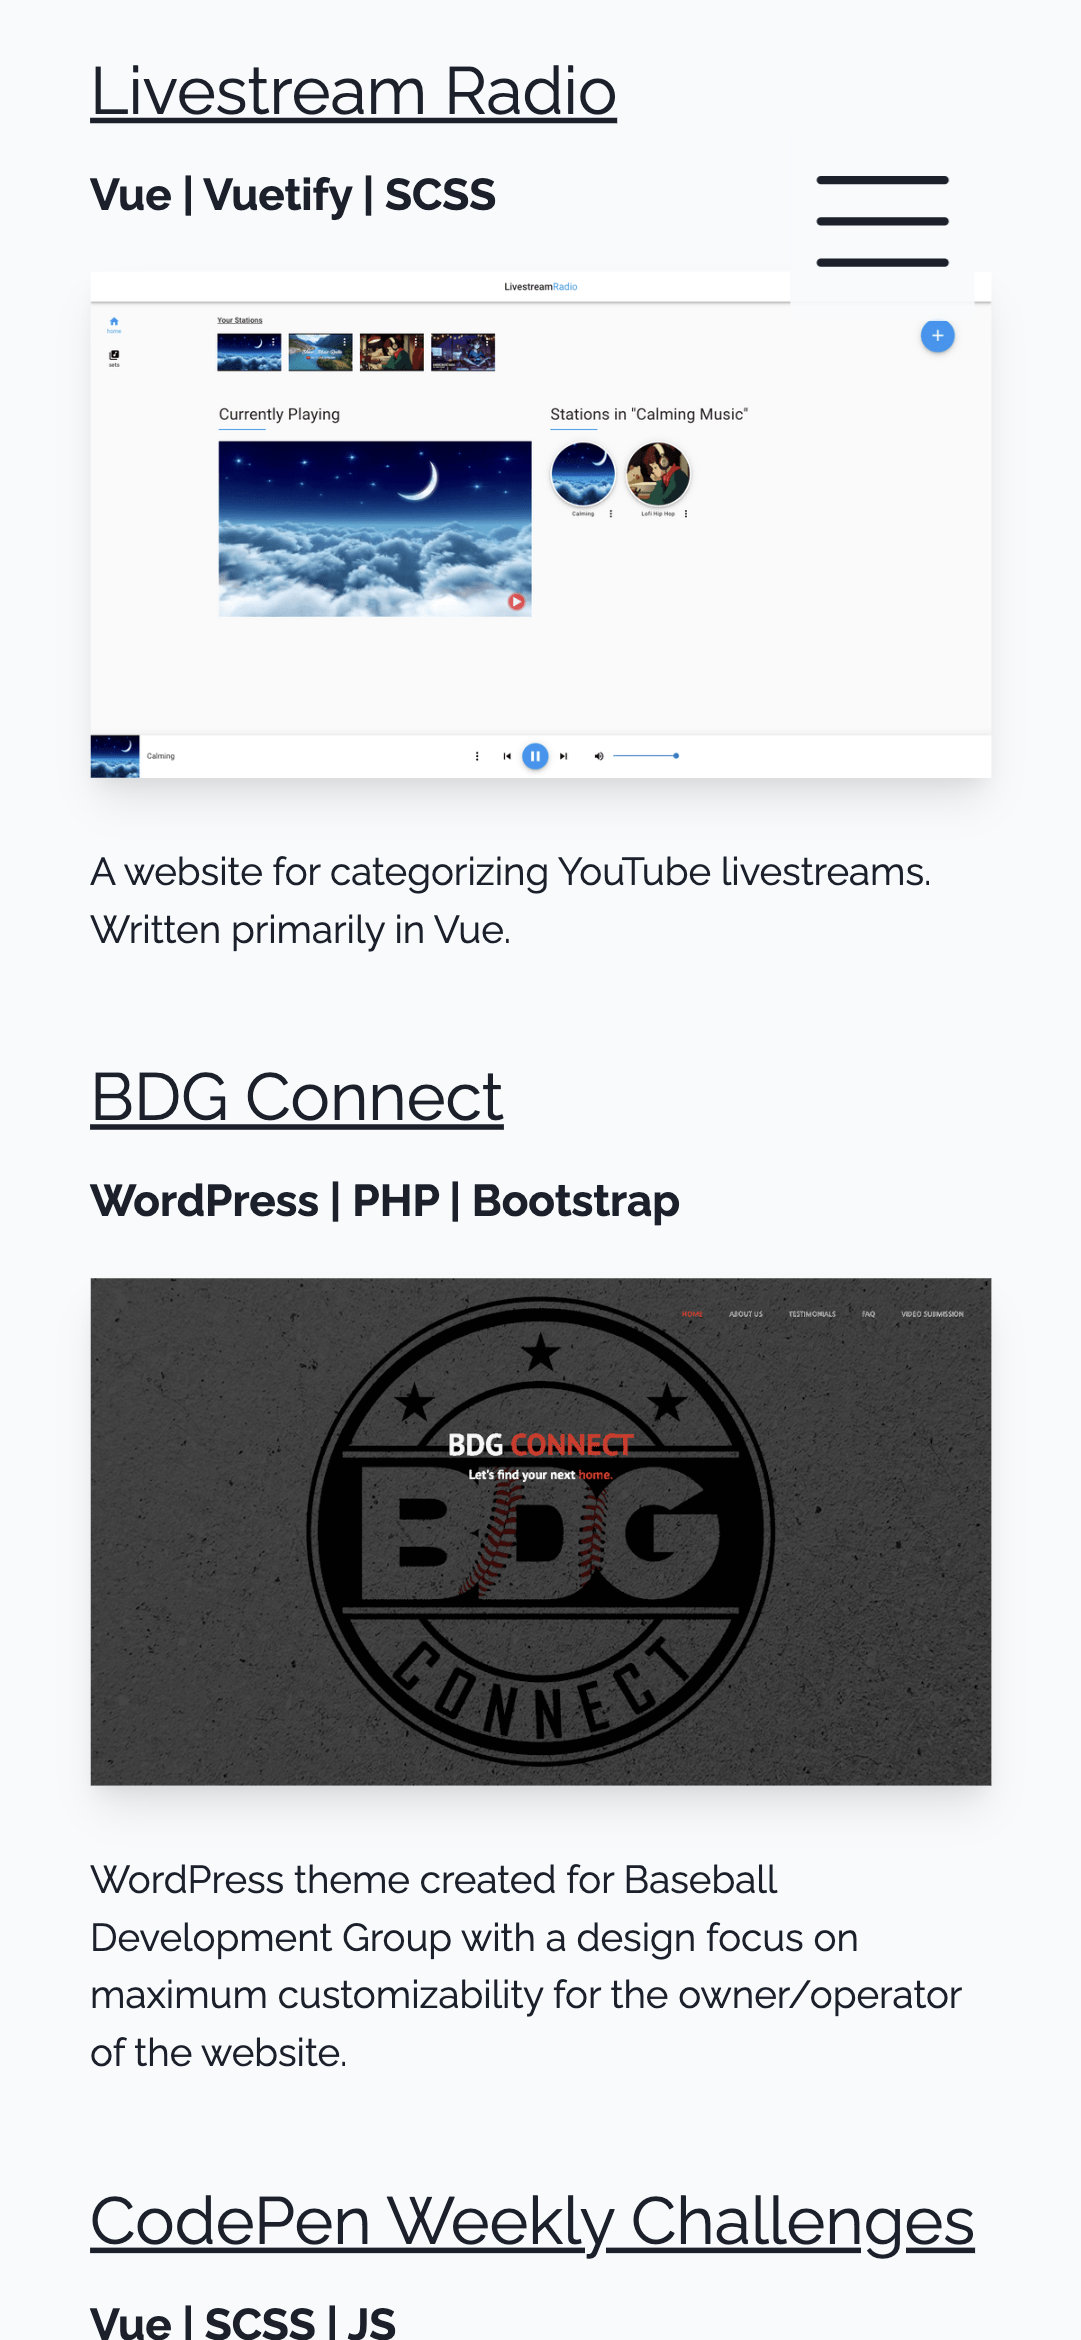 Livestream Radio
Vue | Vuetify | SCSS
LivestreamRadio
home
Your Stations
sets
Currently Playing
Stations in "Calming Music"
Calming
Lofi Hip Hop
Calming
A website for categorizing YouTube livestreams.
Written primarily in Vue.
BDG Connect
WordPress | PHP | Bootstrap
HOME ABOUT US TESTIMONIALS FAQ VIDEO SUBMISSION
BDG CONNECT
Let's find your next home.
BDG
CONNECT
WordPress theme created for Baseball
Development Group with a design focus on
maximum customizability for the owner/operator
of the website.
CodePen Weekly Challenges
Vue | SCSS | JS